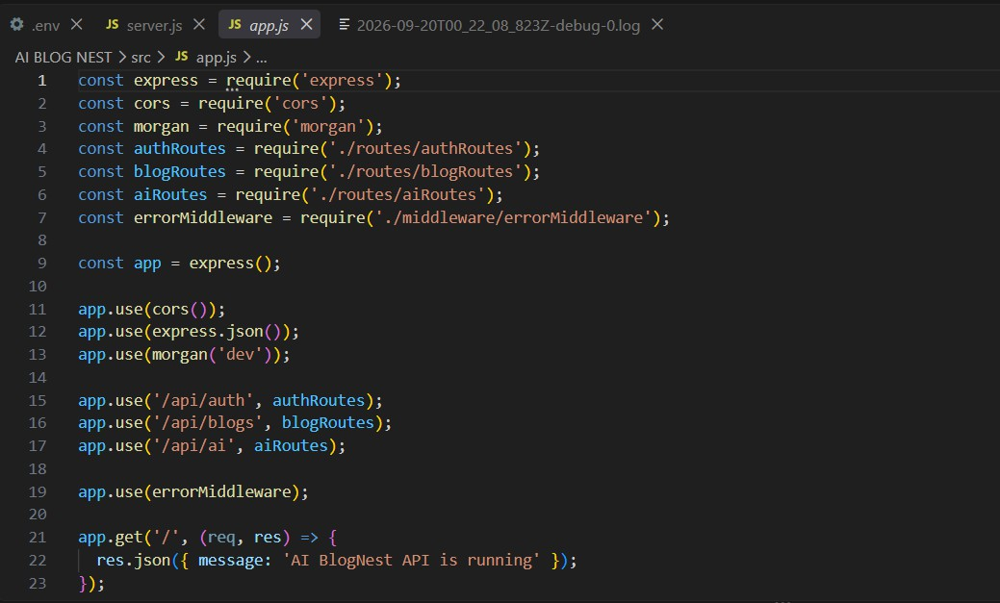 .env JS server.js JS app.js 2026-09-20T00_22_08_823Z-debug-0.log
AI BLOG NEST > src > JS app.js > ...
1 const express = require('express');
2 const cors = require('cors');
3 const morgan = require('morgan');
4 const authRoutes = require('./routes/authRoutes');
5 const blogRoutes = require('./routes/blogRoutes');
6 const aiRoutes = require('./routes/aiRoutes');
7 const errorMiddleware = require('./middleware/errorMiddleware');
8
9 const app = express();
10
11 app.use(cors());
12 app.use(express.json());
13 app.use(morgan('dev'));
14
15 app.use('/api/auth', authRoutes);
16 app.use('/api/blogs', blogRoutes);
17 app.use('/api/ai', aiRoutes);
18
19 app.use(errorMiddleware);
20
21 app.get('/', (req, res) => {
22   res.json({ message: 'AI BlogNest API is running' });
23 });